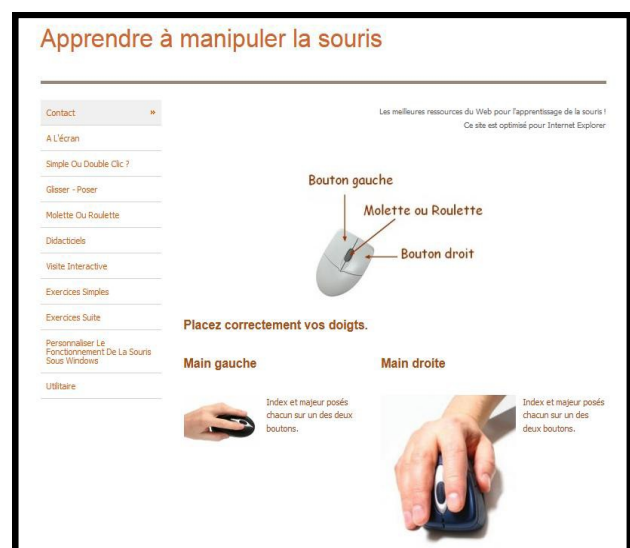 Apprendre à manipuler la souris
Contact »
A L'écran
Simple Ou Double Clic ?
Glisser - Poser
Molette Ou Roulette
Didacticiels
Visite Interactive
Exercices Simples
Exercices Suite
Personnaliser Le
Fonctionnement De La Souris
Sous Windows
Utilitaire
Les meilleures ressources du Web pour l'apprentissage de la souris !
Ce site est optimisé pour Internet Explorer
Bouton gauche
Molette ou Roulette
Bouton droit
Placez correctement vos doigts.
Main gauche
Index et majeur posés
chacun sur un des deux
boutons.
Main droite
Index et majeur posés
chacun sur un des
deux boutons.